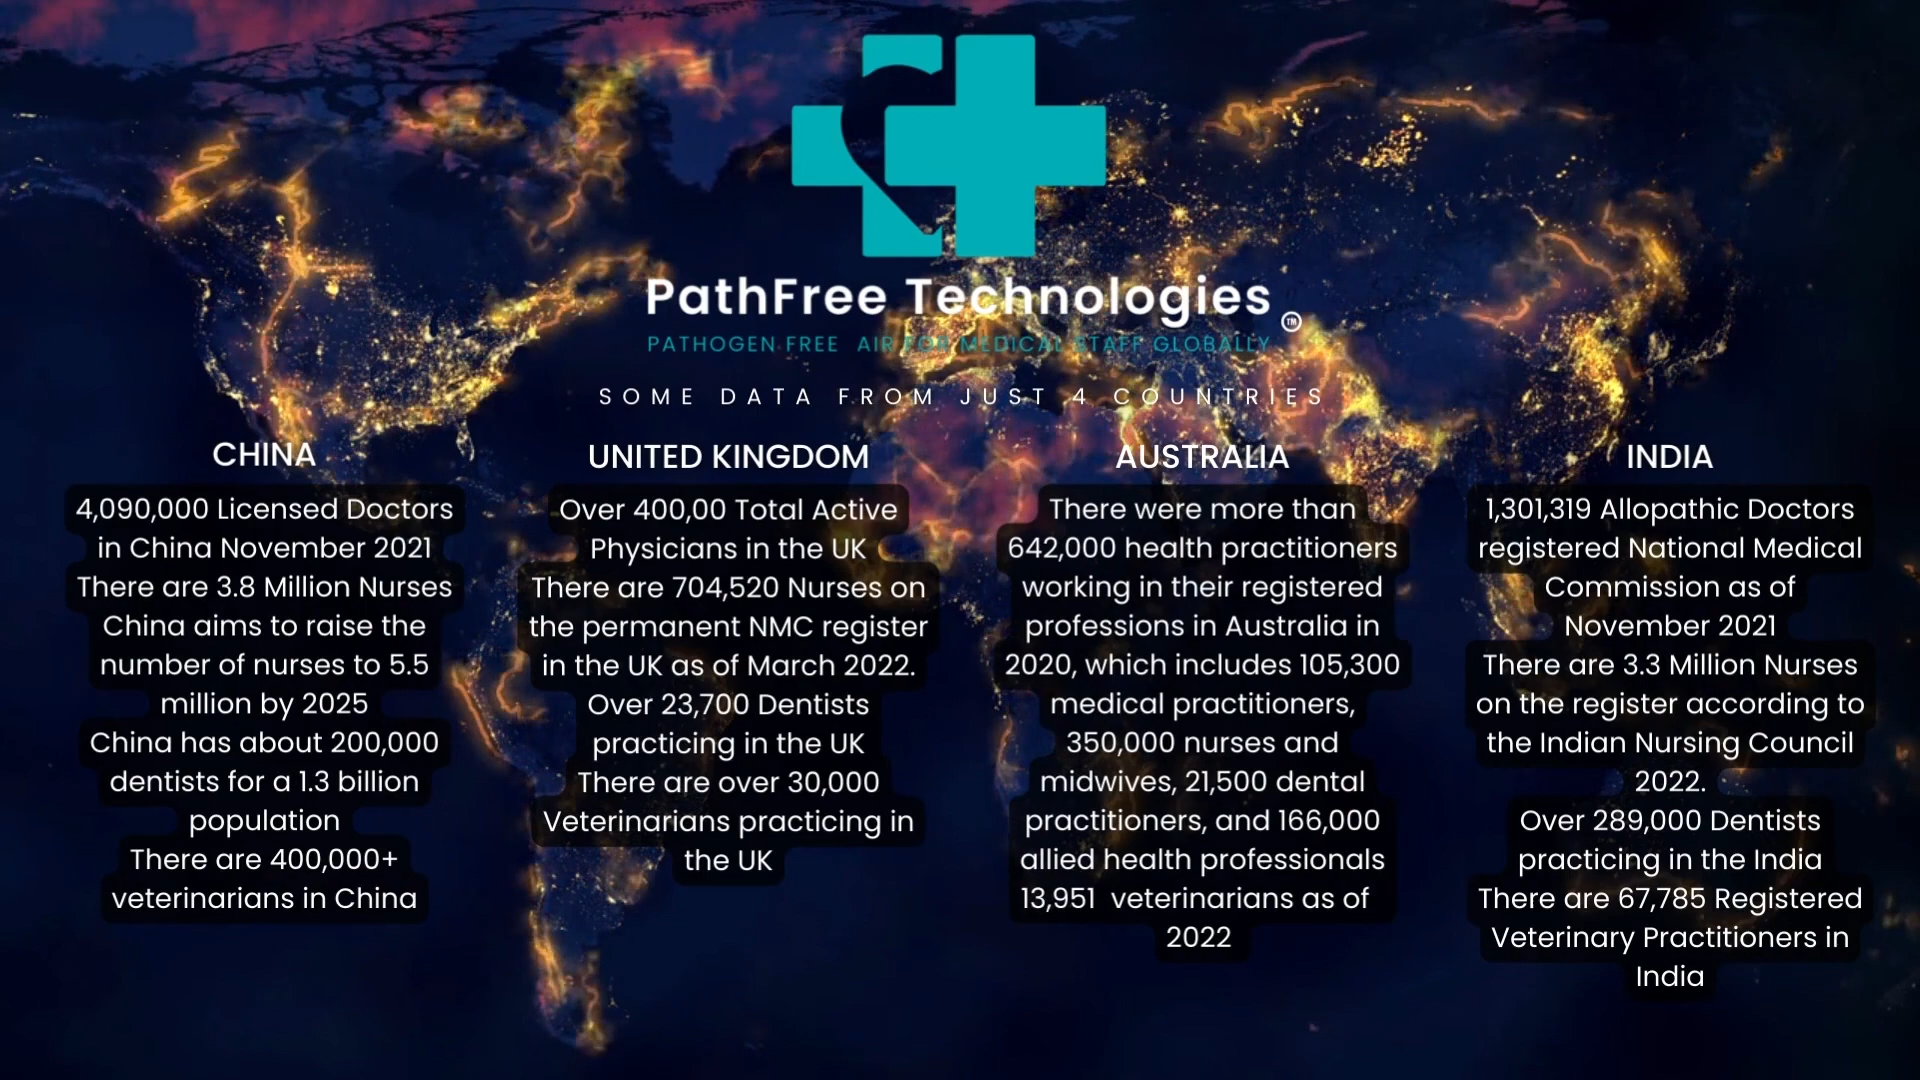 PathFree Technologies
TM
PATHOGEN FREE AIR FOR MEDICAL STAFF GLOBALLY
SOME DATA FROM JUST 4 COUNTRIES
CHINA
4,090,000 Licensed Doctors
in China November 2021
There are 3.8 Million Nurses
China aims to raise the
number of nurses to 5.5
million by 2025
China has about 200,000
dentists for a 1.3 billion
population
There are 400,000+
veterinarians in China
UNITED KINGDOM
Over 400,00 Total Active
Physicians in the UK
There are 704,520 Nurses on
the permanent NMC register
in the UK as of March 2022.
Over 23,700 Dentists
practicing in the UK
There are over 30,000
Veterinarians practicing in
the UK
AUSTRALIA
There were more than
642,000 health practitioners
working in their registered
professions in Australia in
2020, which includes 105,300
medical practitioners,
350,000 nurses and
midwives, 21,500 dental
practitioners, and 166,000
allied health professionals
13,951 veterinarians as of
2022
INDIA
1,301,319 Allopathic Doctors
registered National Medical
Commission as of
November 2021
There are 3.3 Million Nurses
on the register according to
the Indian Nursing Council
2022.
Over 289,000 Dentists
practicing in the India
There are 67,785 Registered
Veterinary Practitioners in
India